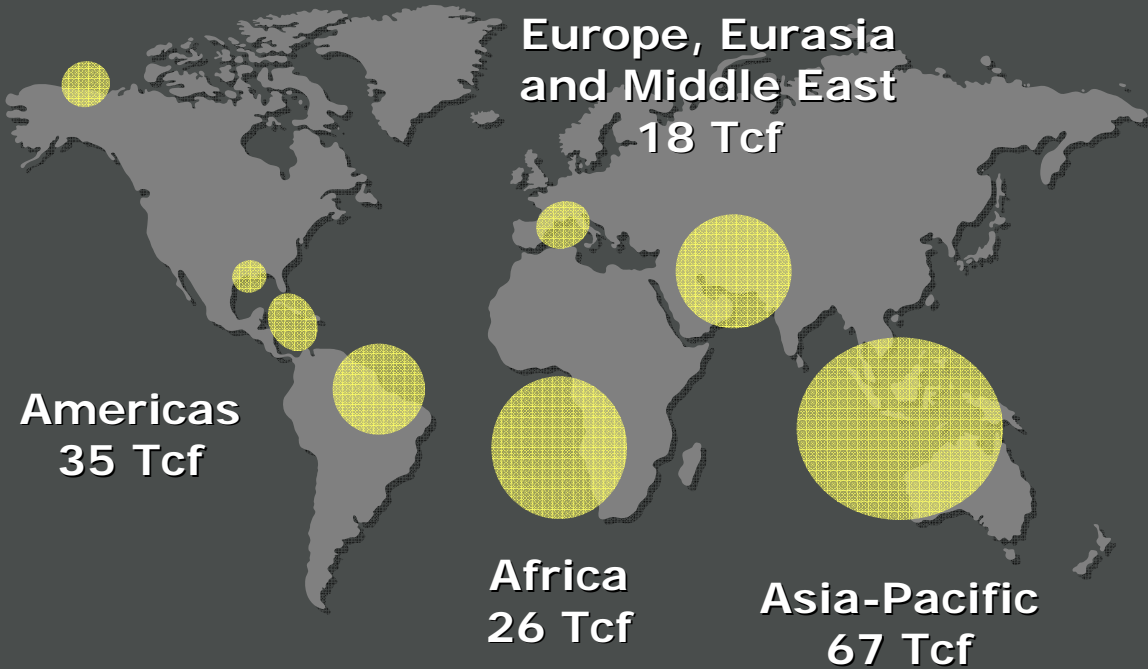 Europe, Eurasia
and Middle East
18 Tcf
Americas
35 Tcf
Africa
26 Tcf
Asia-Pacific
67 Tcf